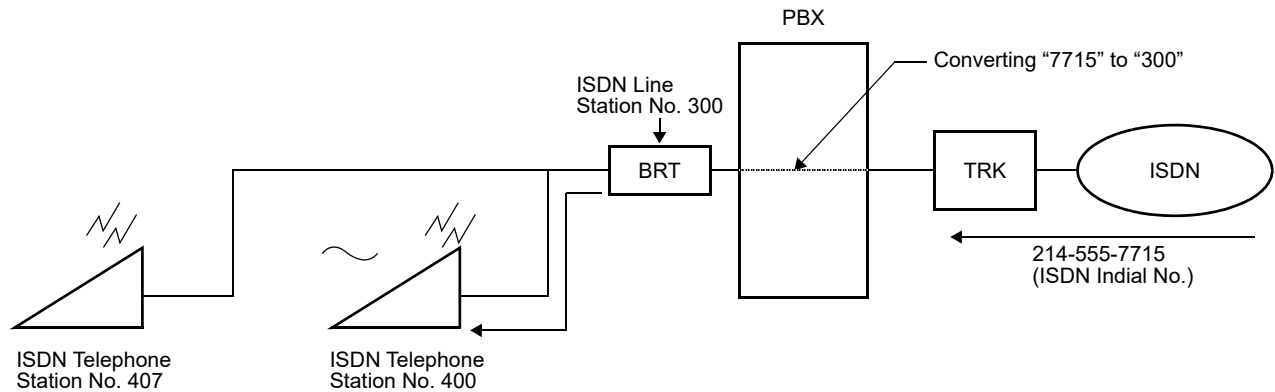 PBX
Converting “7715” to “300”
ISDN Line
Station No. 300
BRT
TRK
ISDN
214-555-7715
(ISDN Indial No.)
ISDN Telephone
Station No. 407
ISDN Telephone
Station No. 400